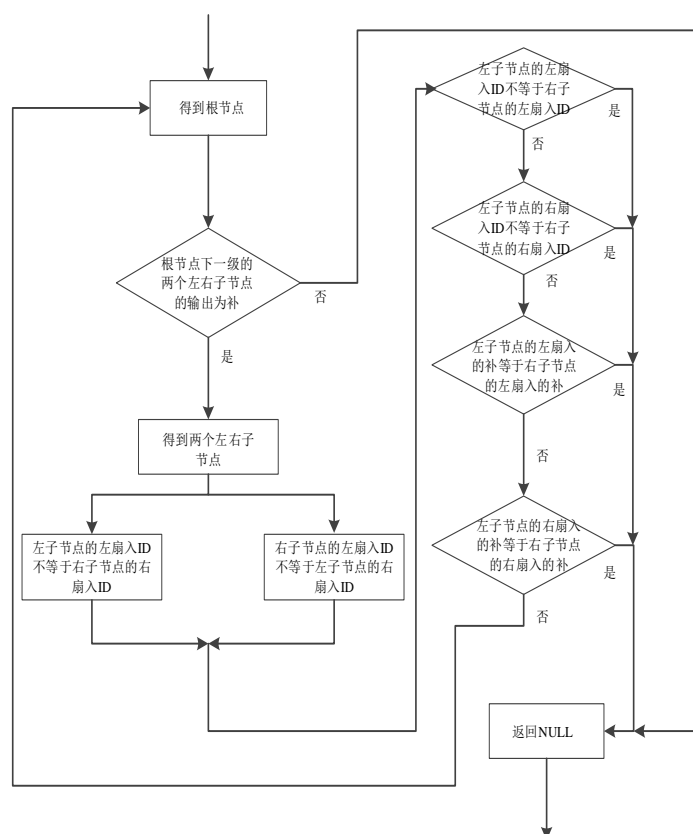 得到根节点
根节点下一级的
两个左右子节点
的输出为补
否
是
得到两个左右子
节点
左子节点的左扇入ID
不等于右子节点的右
扇入ID
右子节点的左扇入ID
不等于左子节点的右
扇入ID
左子节点的左扇
入ID不等于右子
节点的左扇入ID
是
否
左子节点的右扇
入ID不等于右子
节点的右扇入ID
是
否
左子节点的左扇入
的补等于右子节点
的左扇入的补
是
否
左子节点的右扇入
的补等于右子节点
的右扇入的补
是
否
返回NULL